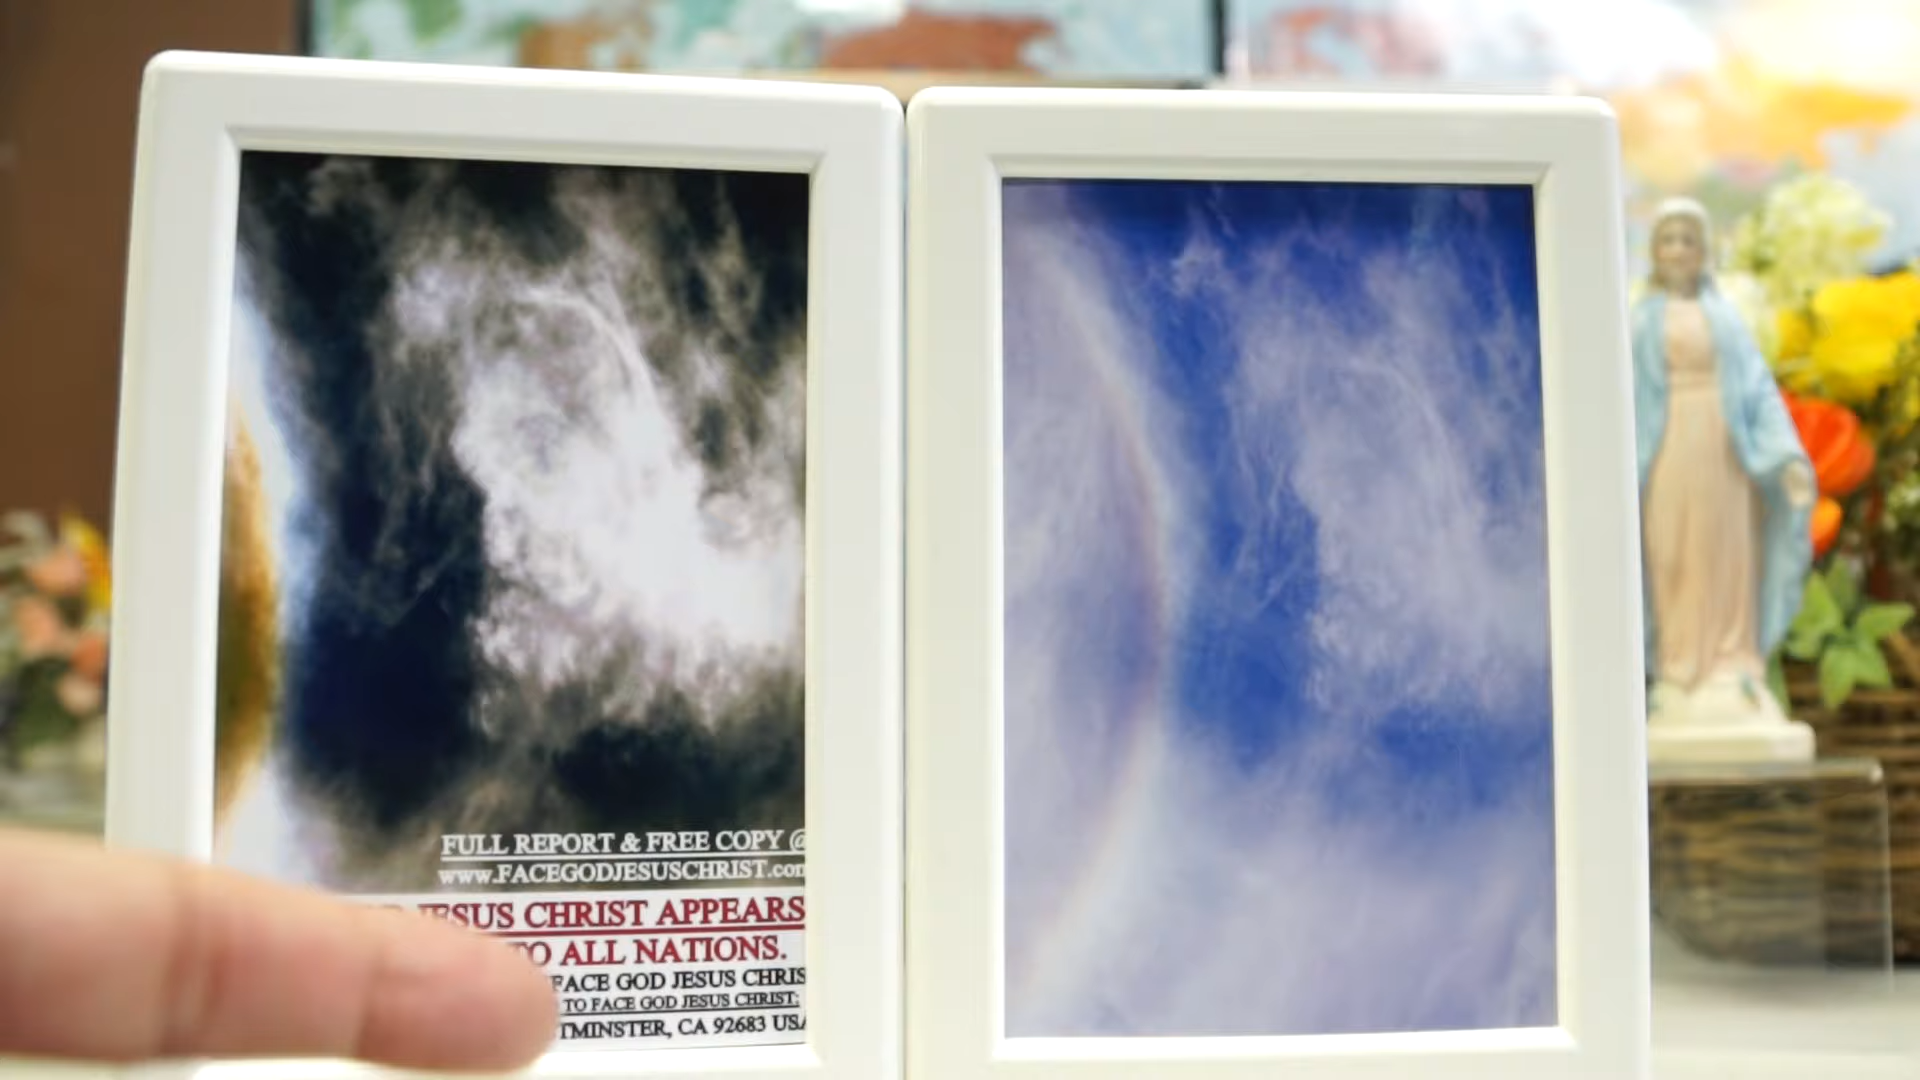 FULL REPORT & FREE COPY @
www.FACEGODJESUSCHRIST.com
JESUS CHRIST APPEARS
TO ALL NATIONS.
FACE GOD JESUS CHRIS
TO FACE GOD JESUS CHRIST:
TMINSTER, CA 92683 USA